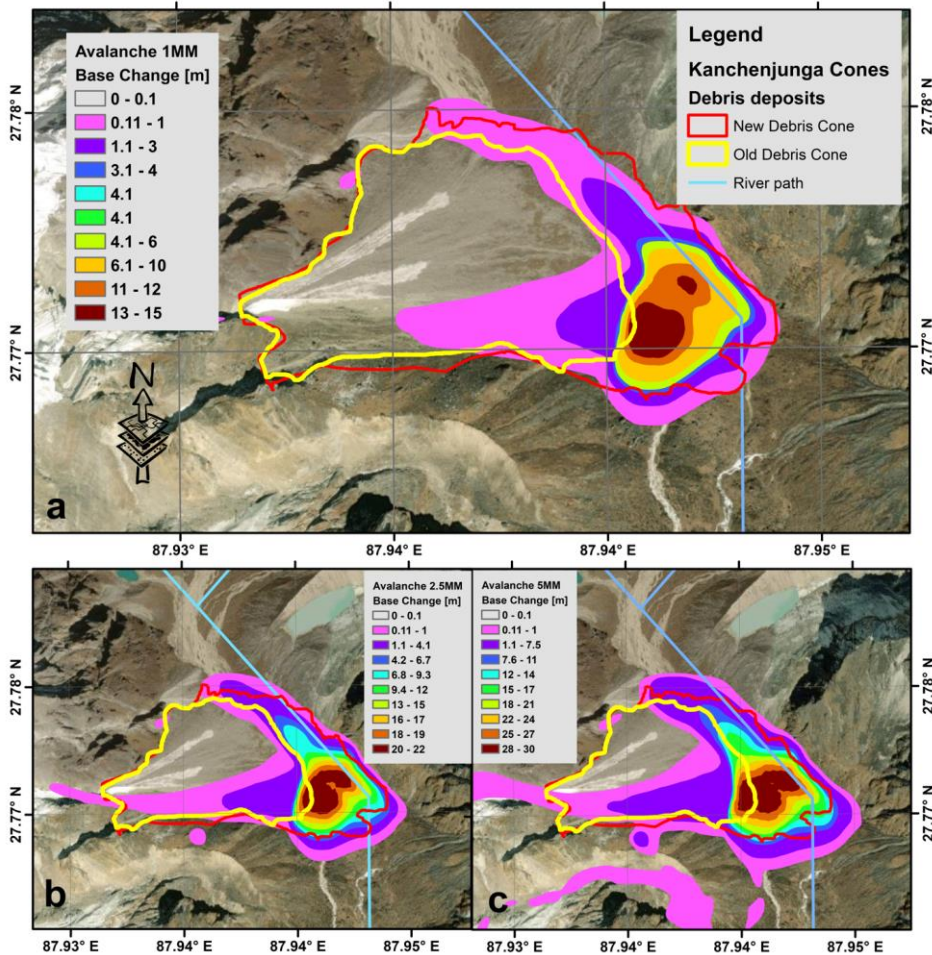 Avalanche 1MM
Base Change [m]
0 - 0.1
0.11 - 1
1.1 - 3
3.1 - 4
4.1
4.1
4.1 - 6
6.1 - 10
11 - 12
13 - 15
Legend
Kanchenjunga Cones
Debris deposits
New Debris Cone
Old Debris Cone
River path
27.78° N
27.78° N
27.77° N
27.77° N
N
a
87.93° E
87.94° E
87.94° E
87.95° E
Avalanche 2.5MM
Base Change [m]
0 - 0.1
0.11 - 1
1.1 - 4.1
4.2 - 6.7
6.8 - 9.3
9.4 - 12
13 - 15
16 - 17
18 - 19
20 - 22
Avalanche 5MM
Base Change [m]
0 - 0.1
0.11 - 1
1.1 - 7.5
7.6 - 11
12 - 14
15 - 17
18 - 21
22 - 24
25 - 27
28 - 30
27.78° N
27.78° N
27.77° N
27.77° N
b
c
87.93° E
87.94° E
87.94° E
87.95° E
87.93° E
87.94° E
87.94° E
87.95° E